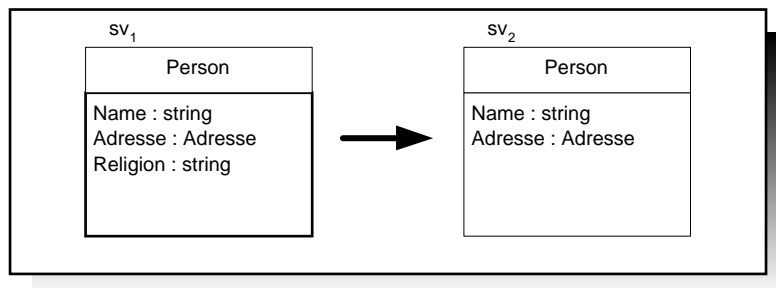 sv1
Person
Name : string
Adresse : Adresse
Religion : string
sv2
Person
Name : string
Adresse : Adresse